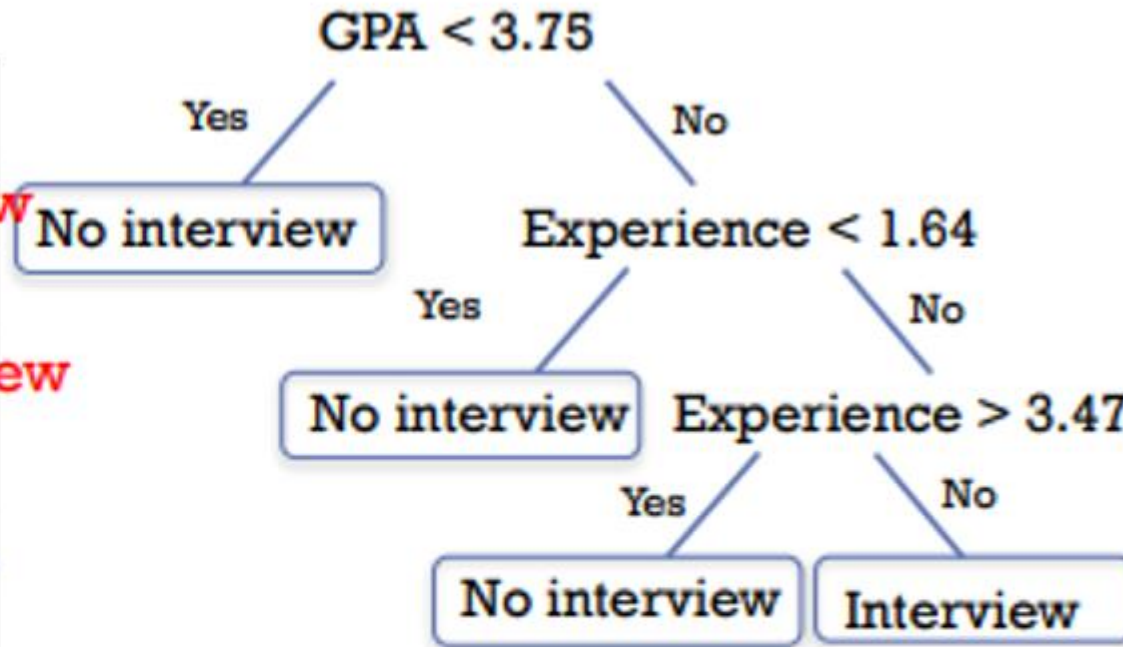 GPA < 3.75
Yes
No
No interview
Experience < 1.64
Yes
No
No interview
Experience > 3.47
Yes
No
No interview
Interview